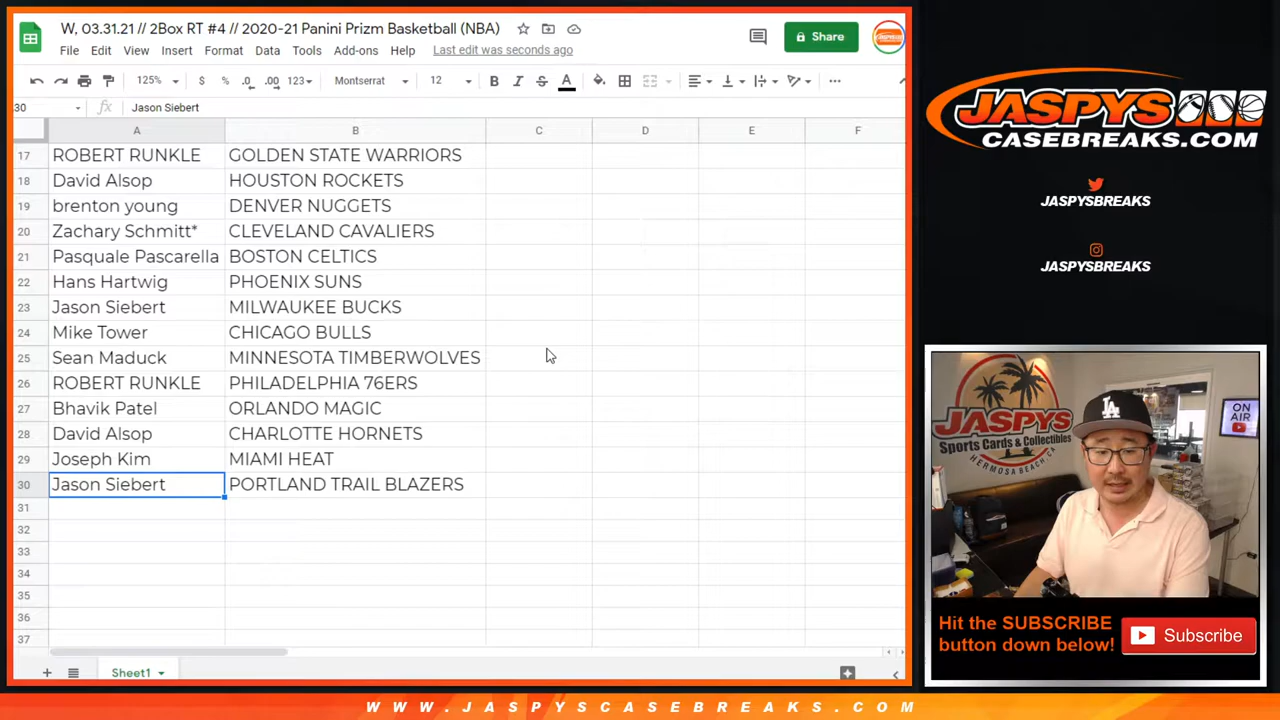 W, 03.31.21 // 2Box RT #4 // 2020-21 Panini Prizm Basketball (NBA)
File Edit View Insert Format Data Tools Add-ons Help Last edit was seconds ago
Share
125% $ % .0 .00 123 Montserrat 12 B I S A
30 fx Jason Siebert
A B C D E F
17 ROBERT RUNKLE GOLDEN STATE WARRIORS
18 David Alsop HOUSTON ROCKETS
19 brenton young DENVER NUGGETS
20 Zachary Schmitt* CLEVELAND CAVALIERS
21 Pasquale Pascarella BOSTON CELTICS
22 Hans Hartwig PHOENIX SUNS
23 Jason Siebert MILWAUKEE BUCKS
24 Mike Tower CHICAGO BULLS
25 Sean Maduck MINNESOTA TIMBERWOLVES
26 ROBERT RUNKLE PHILADELPHIA 76ERS
27 Bhavik Patel ORLANDO MAGIC
28 David Alsop CHARLOTTE HORNETS
29 Joseph Kim MIAMI HEAT
30 Jason Siebert PORTLAND TRAIL BLAZERS
31
32
33
34
35
36
37
Sheet1
JASPYS
CASEBREAKS.COM
JASPYSBREAKS
JASPYSBREAKS
JASPYS
Sports Cards & Collectibles
HERMOSA BEACH, CA
LA
ON AIR
Hit the SUBSCRIBE
button down below!
Subscribe
WWW.JASPYSCASEBREAKS.COM